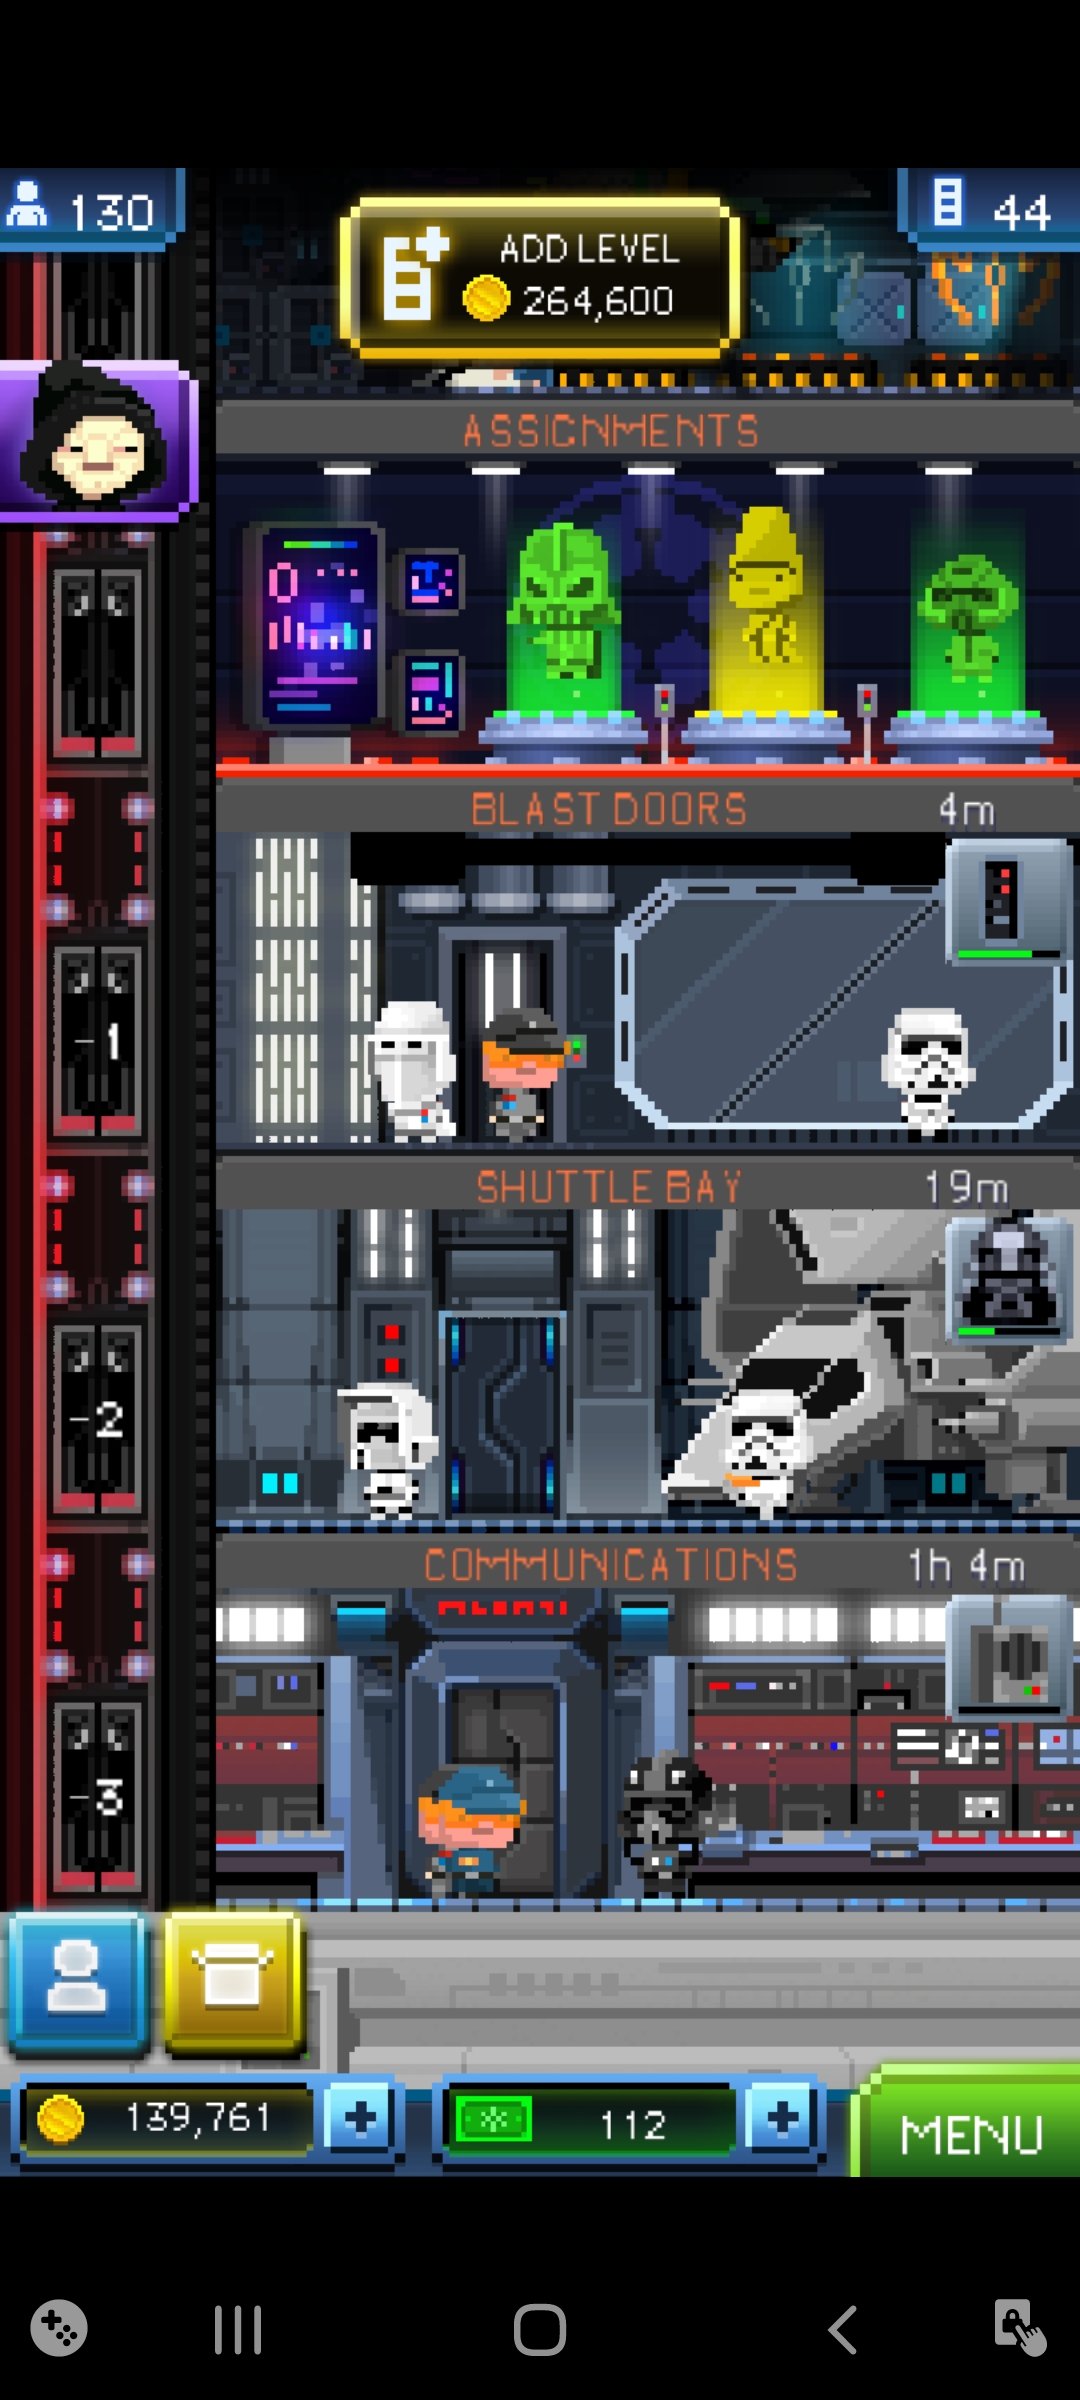 130
ADD LEVEL
264,600
44
ASSIGNMENTS
BLAST DOORS 4m
-1
SHUTTLE BAY 19m
-2
COMMUNICATIONS 1h 4m
-3
139,761
112
MENU